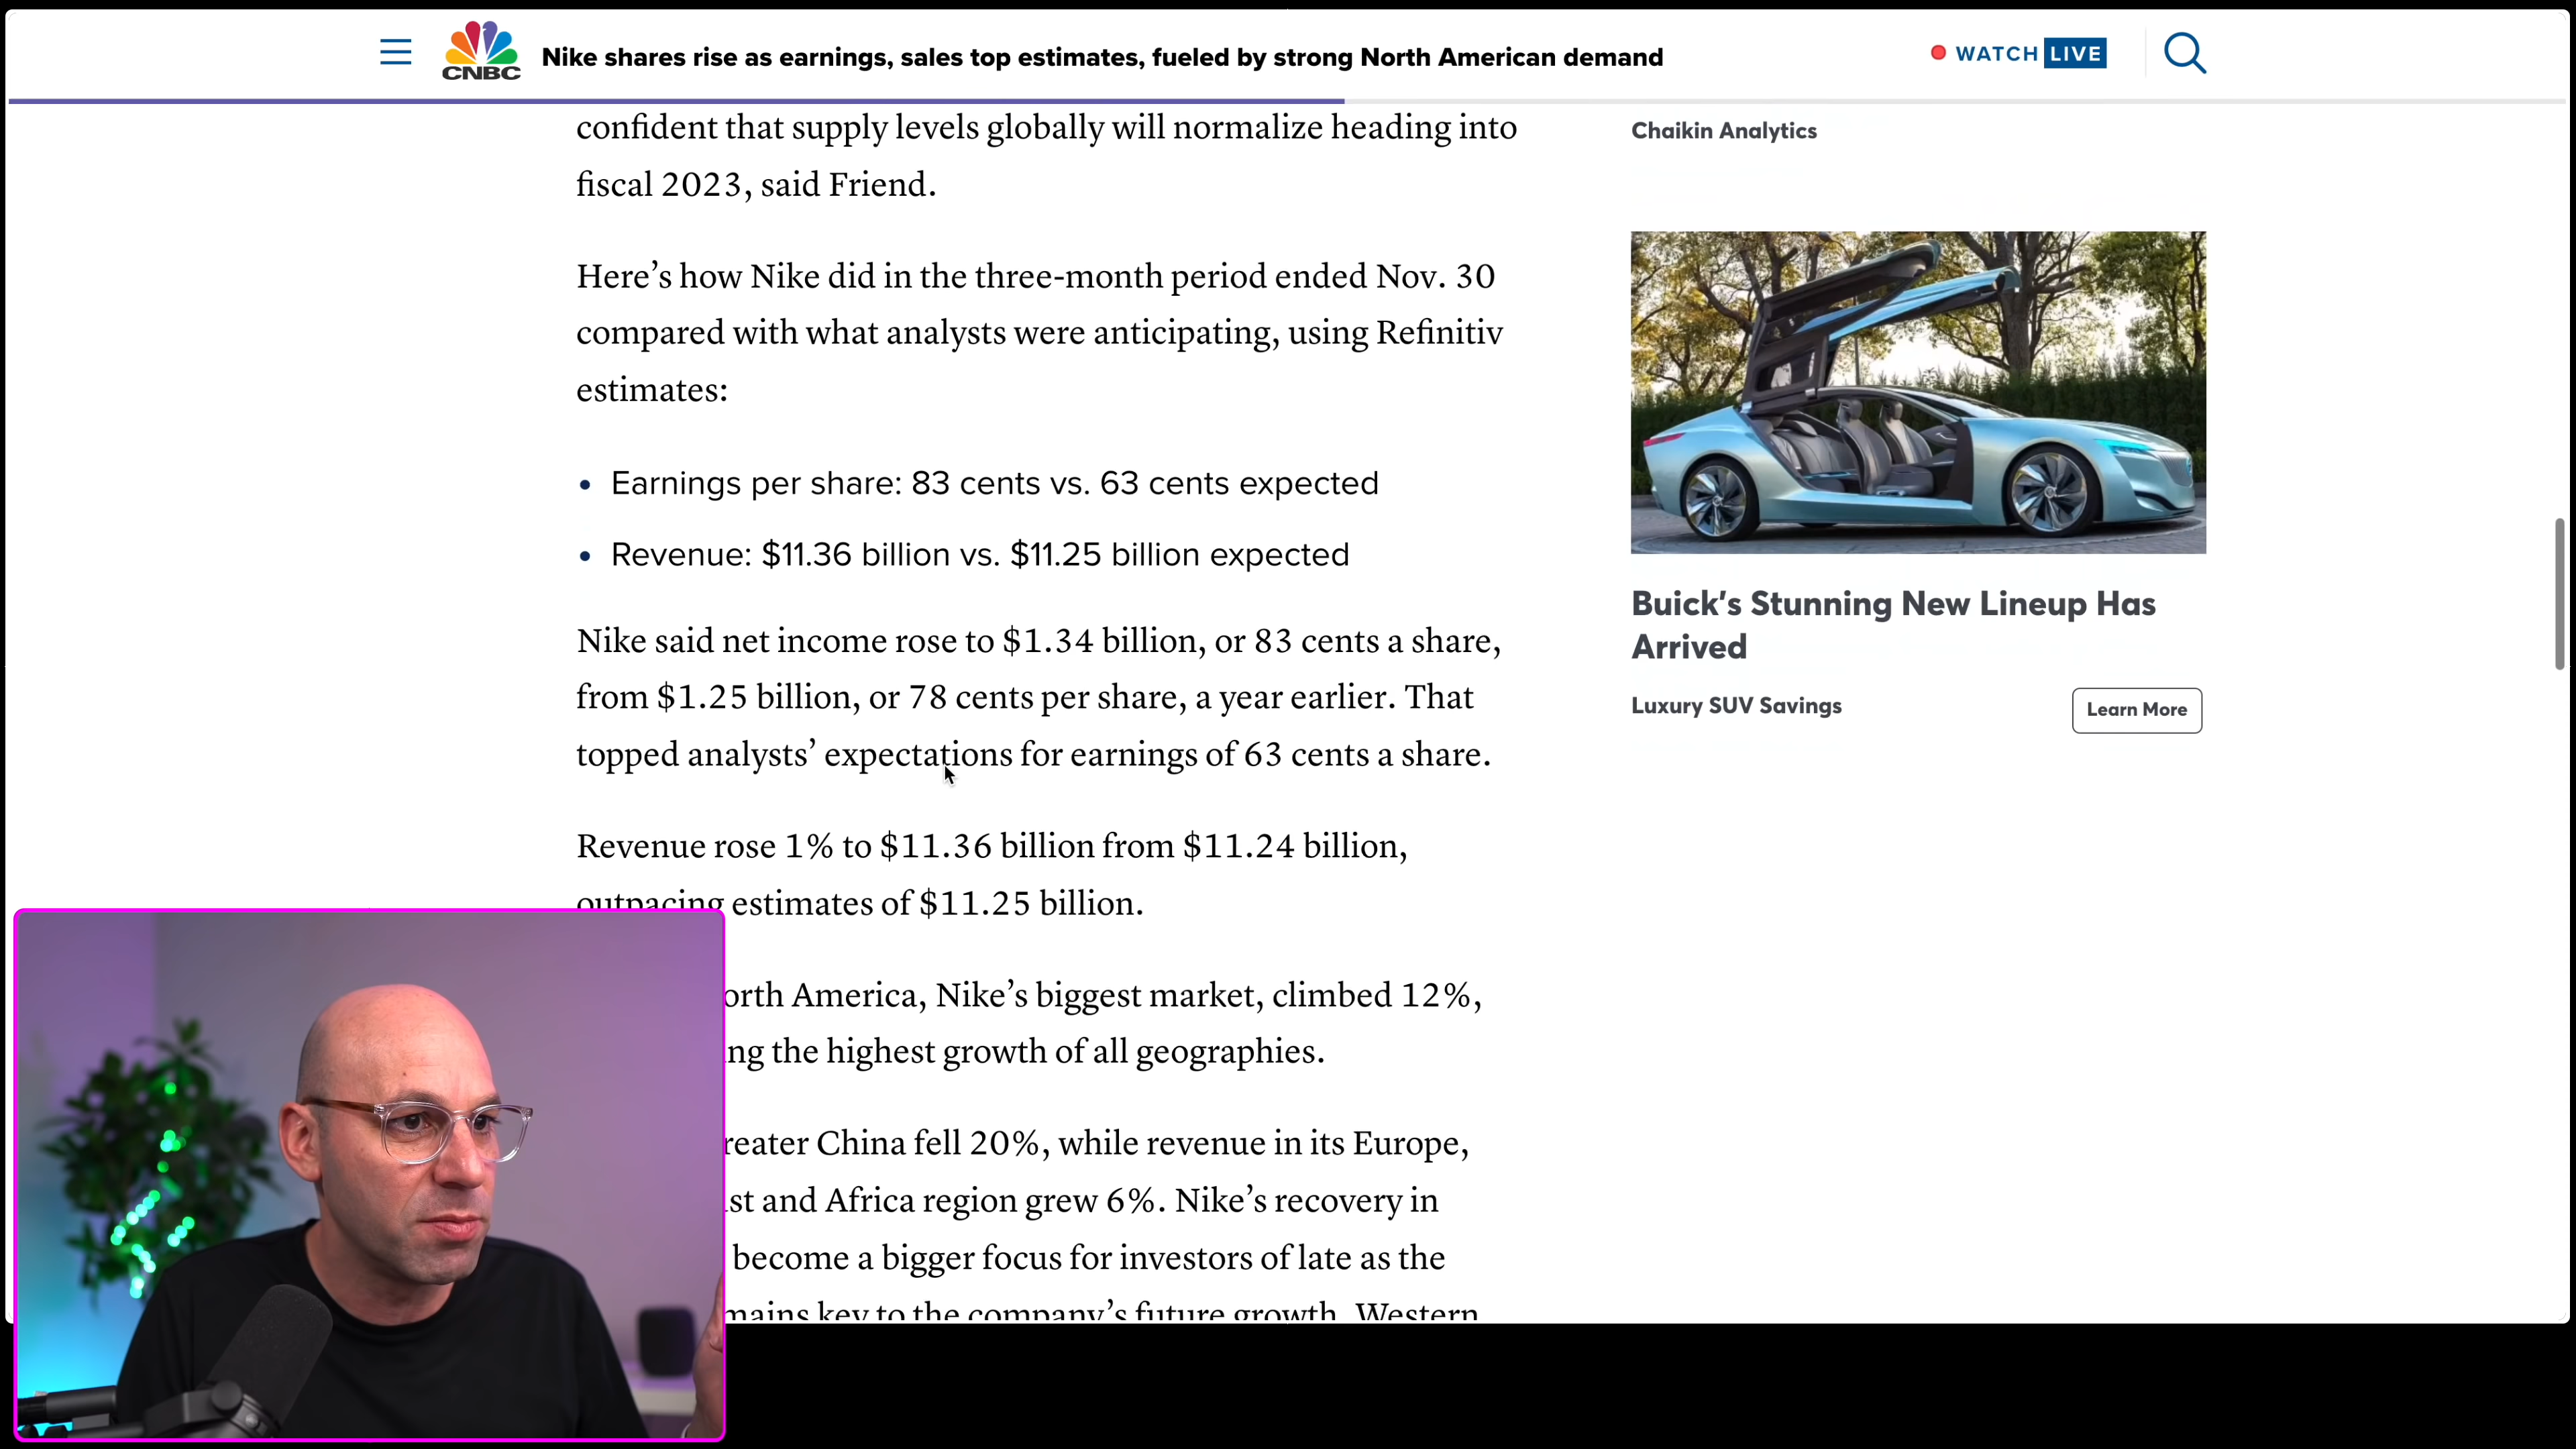 CNBC
Nike shares rise as earnings, sales top estimates, fueled by strong North American demand
WATCH LIVE
confident that supply levels globally will normalize heading into
fiscal 2023, said Friend.
Here’s how Nike did in the three-month period ended Nov. 30
compared with what analysts were anticipating, using Refinitiv
estimates:
• Earnings per share: 83 cents vs. 63 cents expected
• Revenue: $11.36 billion vs. $11.25 billion expected
Nike said net income rose to $1.34 billion, or 83 cents a share,
from $1.25 billion, or 78 cents per share, a year earlier. That
topped analysts’ expectations for earnings of 63 cents a share.
Revenue rose 1% to $11.36 billion from $11.24 billion,
outpacing estimates of $11.25 billion.
orth America, Nike’s biggest market, climbed 12%,
ng the highest growth of all geographies.
reater China fell 20%, while revenue in its Europe,
st and Africa region grew 6%. Nike’s recovery in
become a bigger focus for investors of late as the
mains key to the company’s future growth. Western
Chaikin Analytics
Buick's Stunning New Lineup Has
Arrived
Luxury SUV Savings
Learn More